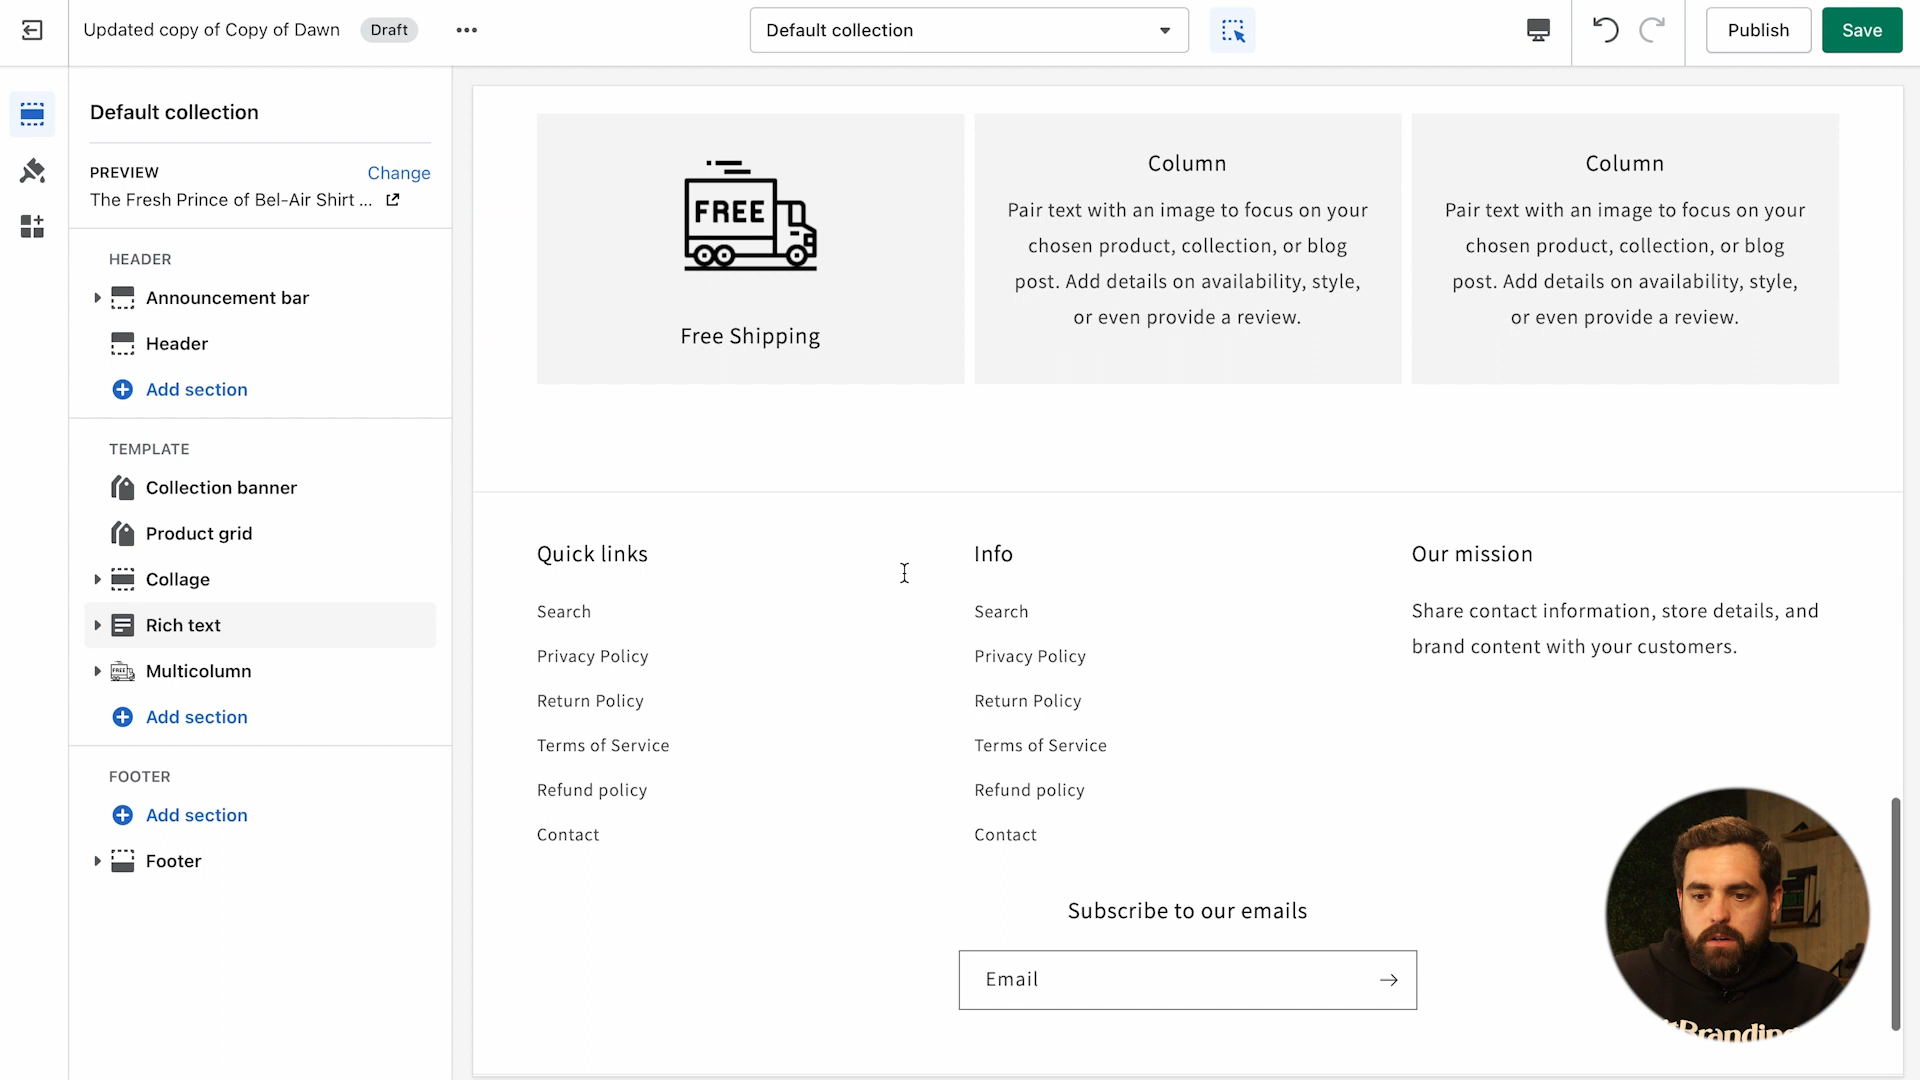 Updated copy of Copy of Dawn
Draft
Default collection
Publish
Save
Default collection
PREVIEW
Change
The Fresh Prince of Bel-Air Shirt ...
HEADER
Announcement bar
Header
Add section
TEMPLATE
Collection banner
Product grid
Collage
Rich text
FREE
Multicolumn
Add section
FOOTER
Add section
Footer
FREE
Free Shipping
Column
Pair text with an image to focus on your
chosen product, collection, or blog
post. Add details on availability, style,
or even provide a review.
Column
Pair text with an image to focus on your
chosen product, collection, or blog
post. Add details on availability, style,
or even provide a review.
Quick links
Search
Privacy Policy
Return Policy
Terms of Service
Refund policy
Contact
Info
Search
Privacy Policy
Return Policy
Terms of Service
Refund policy
Contact
Our mission
Share contact information, store details, and
brand content with your customers.
Subscribe to our emails
Email